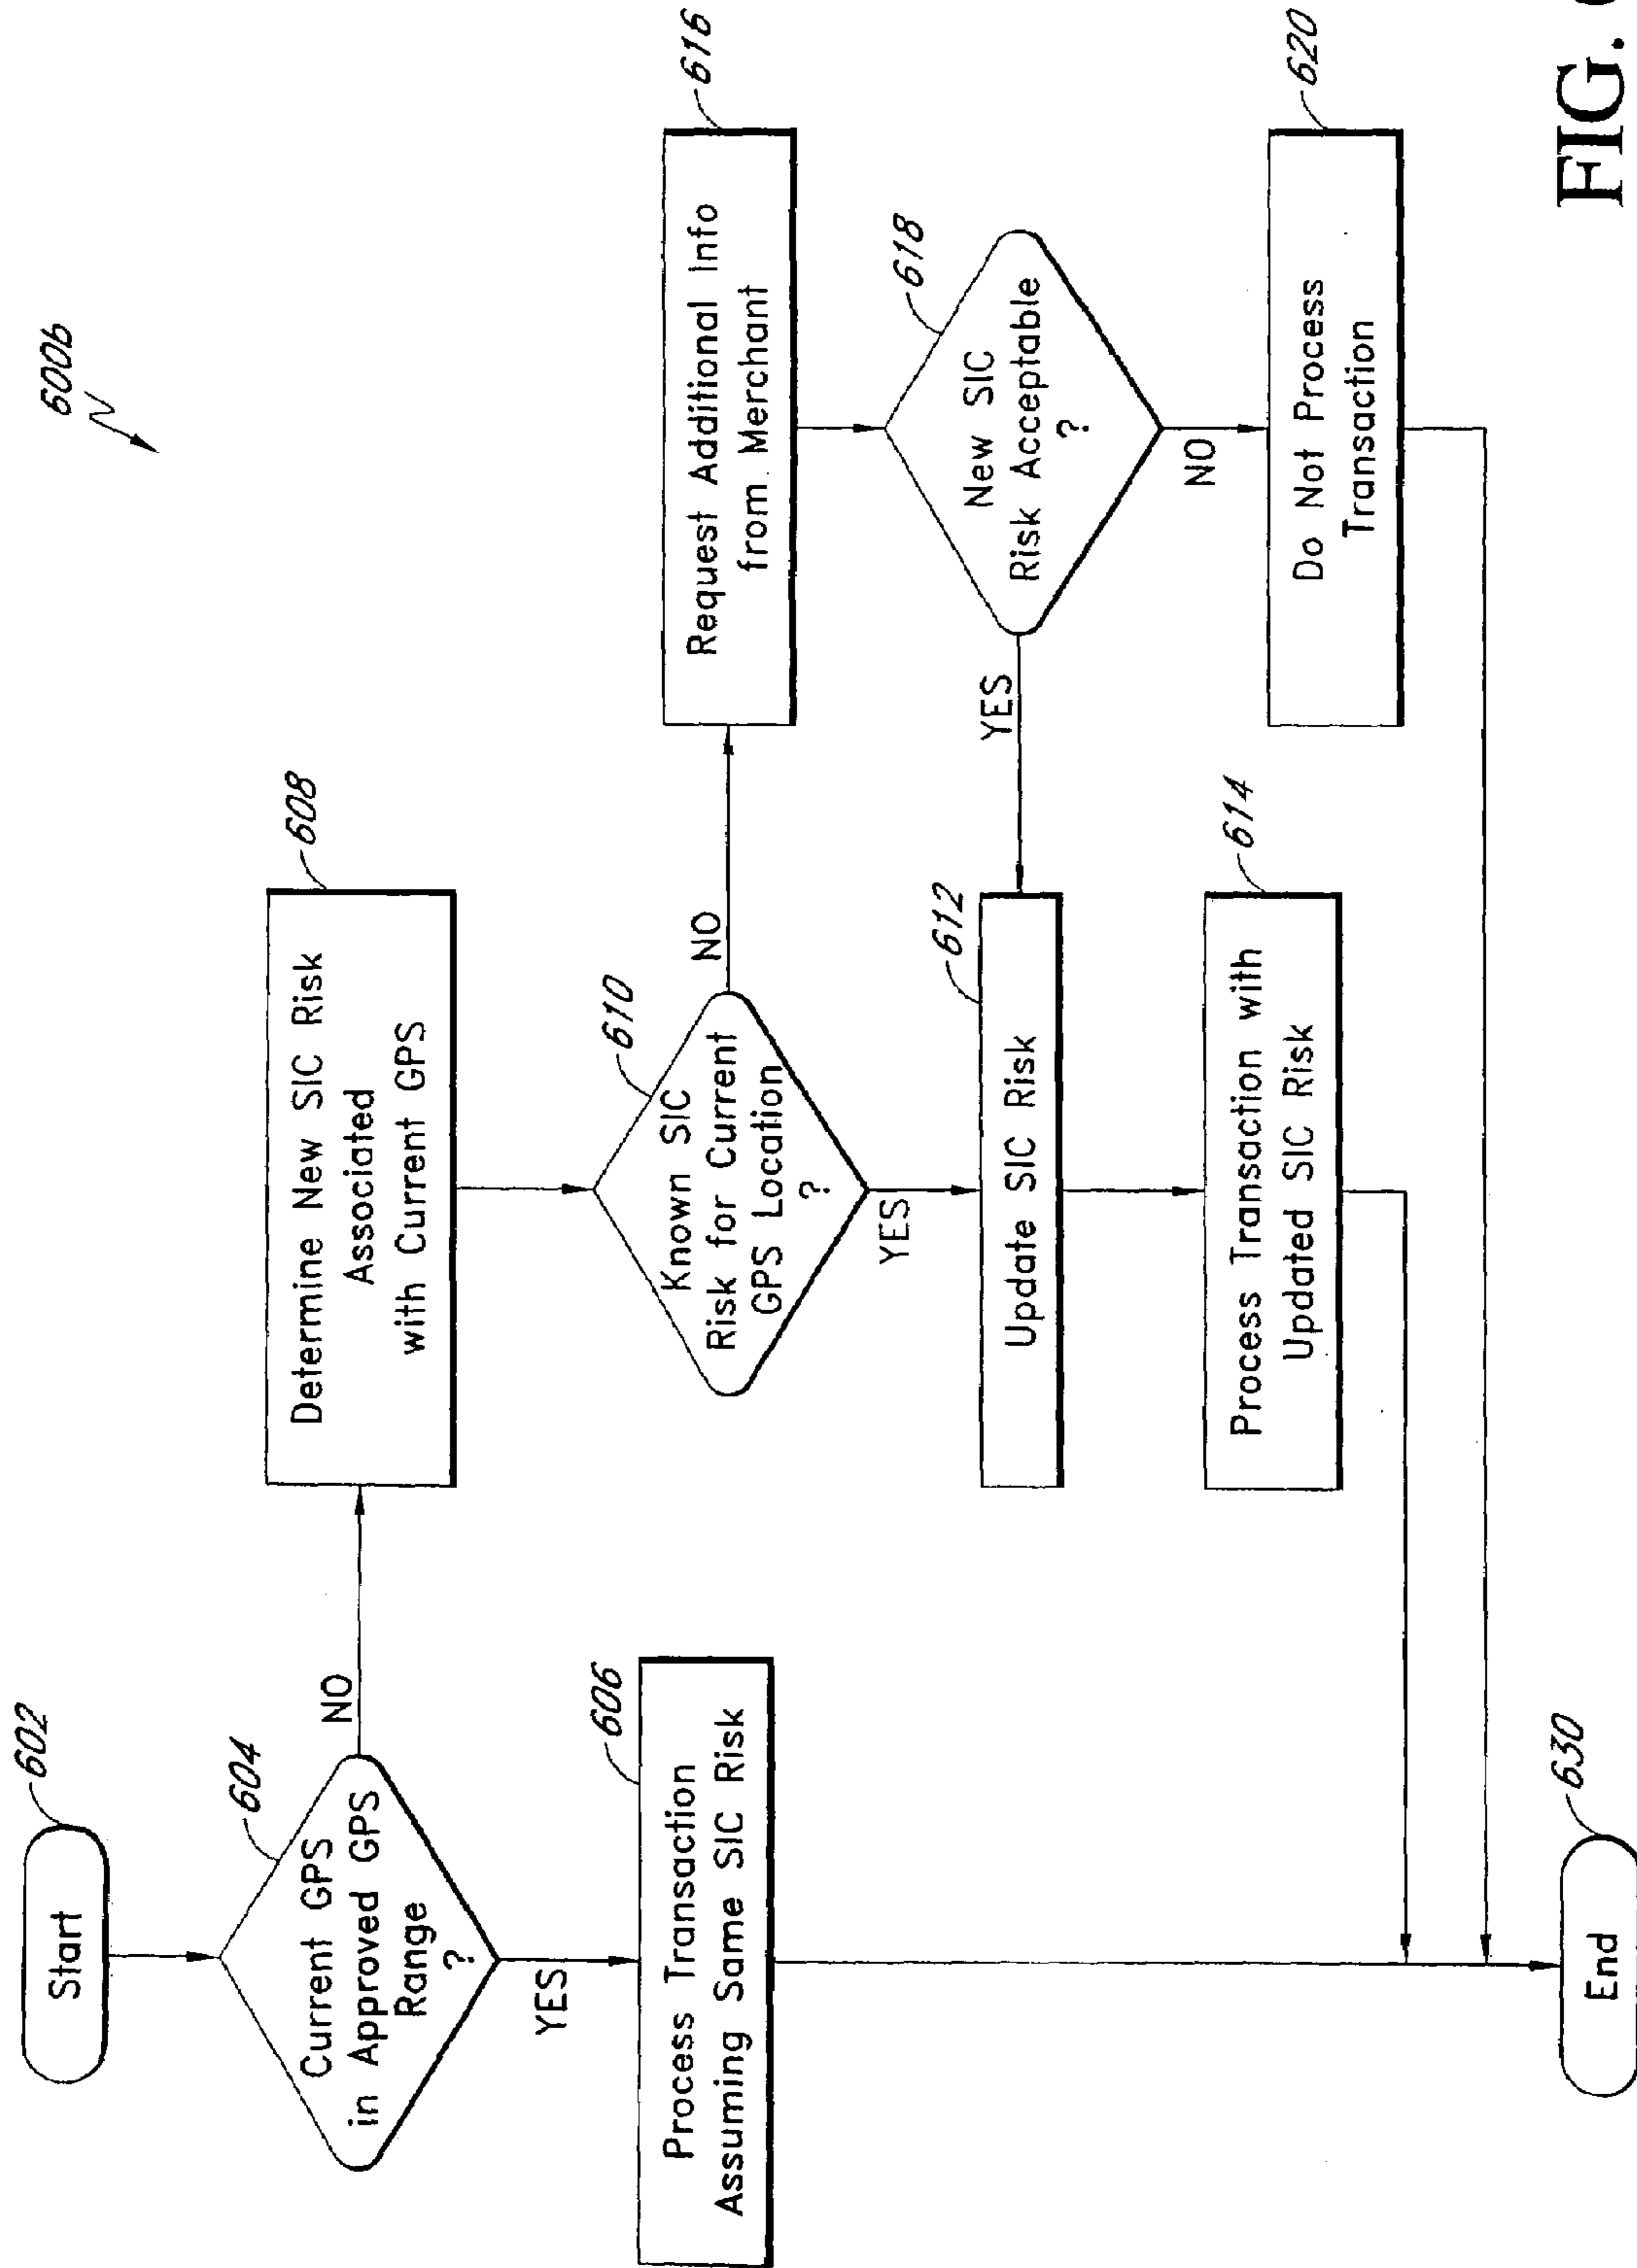 600b
Start
602
Current GPS
in Approved GPS
Range
?
604
NO
YES
Process Transaction
Assuming Same SIC Risk
606
Determine New SIC Risk
Associated
with Current GPS
608
Known SIC
Risk for Current
GPS Location
?
610
NO
YES
Update SIC Risk
612
Process Transaction with
Updated SIC Risk
614
Request Additional Info
from Merchant
616
New SIC
Risk Acceptable
?
618
YES
NO
Do Not Process
Transaction
620
End
630
FIG.